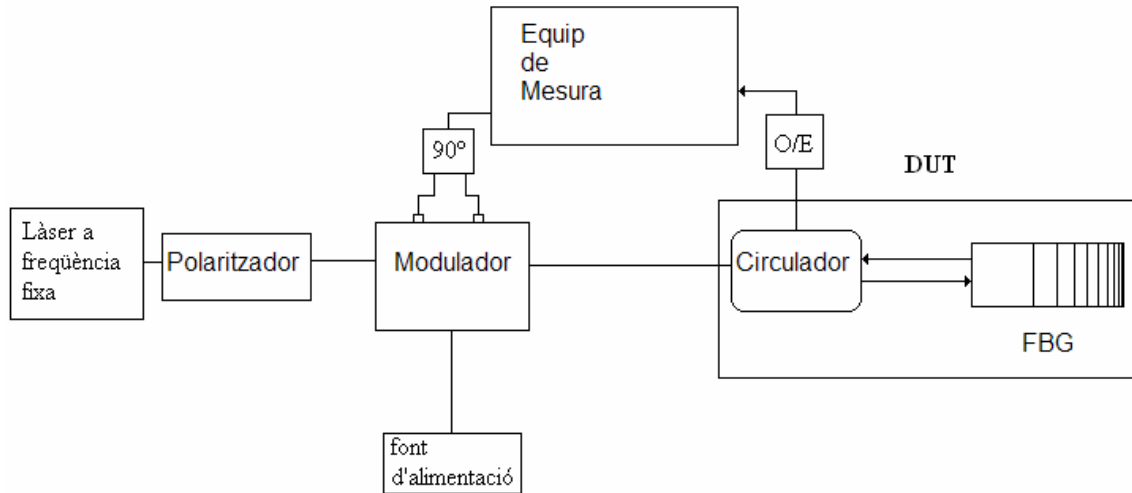 Equip
de
Mesura
90º
O/E
DUT
Làser a
freqüència
fixa
Polaritzador
Modulador
Circulador
FBG
font
d'alimentació